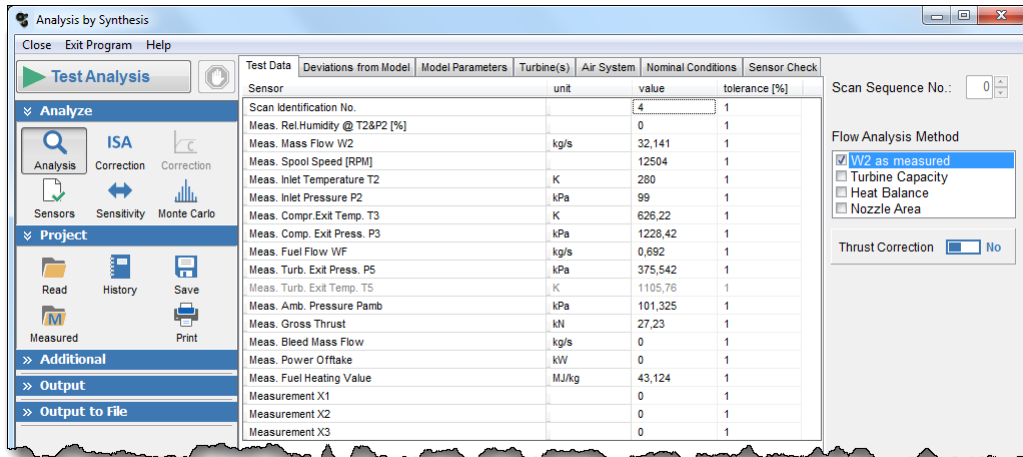 Analysis by Synthesis
Close Exit Program Help
Test Analysis
Analyze
Analysis
ISA
Correction
Correction
Sensors
Sensitivity
Monte Carlo
Project
Read
History
Save
M
Measured
Print
Additional
Output
Output to File
Test Data Deviations from Model Model Parameters Turbine(s) Air System Nominal Conditions Sensor Check
Sensor unit value tolerance [%]
Scan Identification No. 4 1
Meas. Rel.Humidity @ T2&P2 [%] 0 1
Meas. Mass Flow W2 kg/s 32,141 1
Meas. Spool Speed [RPM] 12504 1
Meas. Inlet Temperature T2 K 280 1
Meas. Inlet Pressure P2 kPa 99 1
Meas. Compr.Exit Temp. T3 K 626,22 1
Meas. Comp. Exit Press. P3 kPa 1228,42 1
Meas. Fuel Flow WF kg/s 0,692 1
Meas. Turb. Exit Press. P5 kPa 375,542 1
Meas. Turb. Exit Temp. T5 K 1105,76 1
Meas. Amb. Pressure Pamb kPa 101,325 1
Meas. Gross Thrust kN 27,23 1
Meas. Bleed Mass Flow kg/s 0 1
Meas. Power Offtake kW 0 1
Meas. Fuel Heating Value MJ/kg 43,124 1
Measurement X1 0 1
Measurement X2 0 1
Measurement X3 0 1
Scan Sequence No.: 0
Flow Analysis Method
W2 as measured
Turbine Capacity
Heat Balance
Nozzle Area
Thrust Correction No